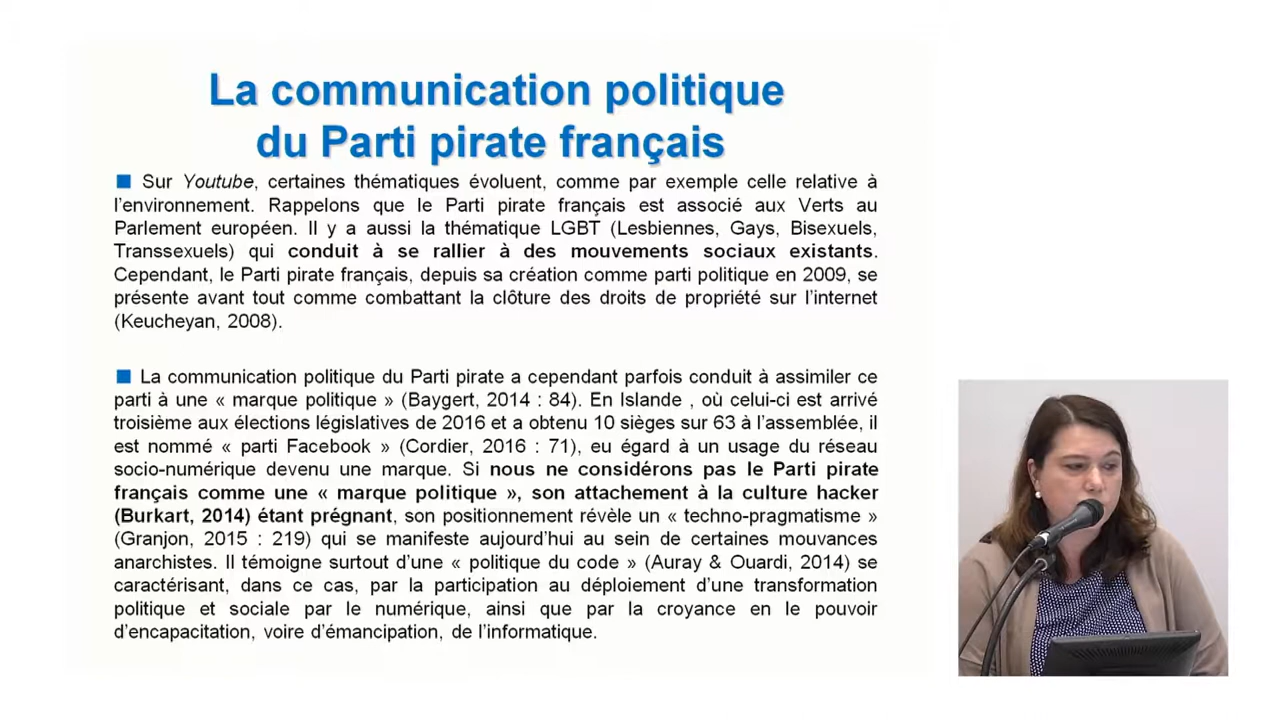 La communication politique
du Parti pirate français
■ Sur Youtube, certaines thématiques évoluent, comme par exemple celle relative à
l’environnement. Rappelons que le Parti pirate français est associé aux Verts au
Parlement européen. Il y a aussi la thématique LGBT (Lesbiennes, Gays, Bisexuels,
Transsexuels) qui conduit à se rallier à des mouvements sociaux existants.
Cependant, le Parti pirate français, depuis sa création comme parti politique en 2009, se
présente avant tout comme combattant la clôture des droits de propriété sur l’internet
(Keucheyan, 2008).
■ La communication politique du Parti pirate a cependant parfois conduit à assimiler ce
parti à une « marque politique » (Baygert, 2014 : 84). En Islande , où celui-ci est arrivé
troisième aux élections législatives de 2016 et a obtenu 10 sièges sur 63 à l’assemblée, il
est nommé « parti Facebook » (Cordier, 2016 : 71), eu égard à un usage du réseau
socio-numérique devenu une marque. Si nous ne considérons pas le Parti pirate
français comme une « marque politique », son attachement à la culture hacker
(Burkart, 2014) étant prégnant, son positionnement révèle un « techno-pragmatisme »
(Granjon, 2015 : 219) qui se manifeste aujourd’hui au sein de certaines mouvances
anarchistes. Il témoigne surtout d’une « politique du code » (Auray & Ouardi, 2014) se
caractérisant, dans ce cas, par la participation au déploiement d’une transformation
politique et sociale par le numérique, ainsi que par la croyance en le pouvoir
d’encapacitation, voire d’émancipation, de l’informatique.